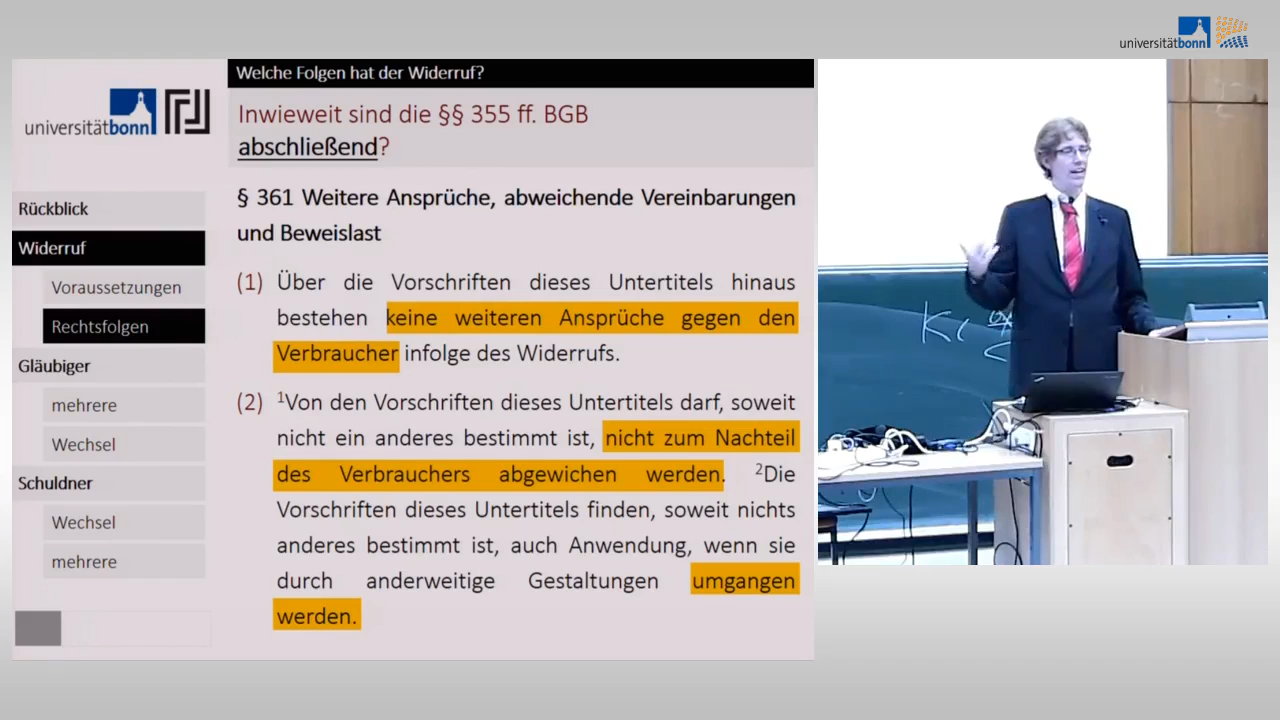 universitätbonn
Welche Folgen hat der Widerruf?
universitätbonn
Inwieweit sind die §§ 355 ff. BGB
abschließend?
Rückblick
Widerruf
Voraussetzungen
Rechtsfolgen
Gläubiger
mehrere
Wechsel
Schuldner
Wechsel
mehrere
§ 361 Weitere Ansprüche, abweichende Vereinbarungen
und Beweislast
(1) Über die Vorschriften dieses Untertitels hinaus
bestehen keine weiteren Ansprüche gegen den
Verbraucher infolge des Widerrufs.
(2) ¹Von den Vorschriften dieses Untertitels darf, soweit
nicht ein anderes bestimmt ist, nicht zum Nachteil
des Verbrauchers abgewichen werden. ²Die
Vorschriften dieses Untertitels finden, soweit nichts
anderes bestimmt ist, auch Anwendung, wenn sie
durch anderweitige Gestaltungen umgangen
werden.